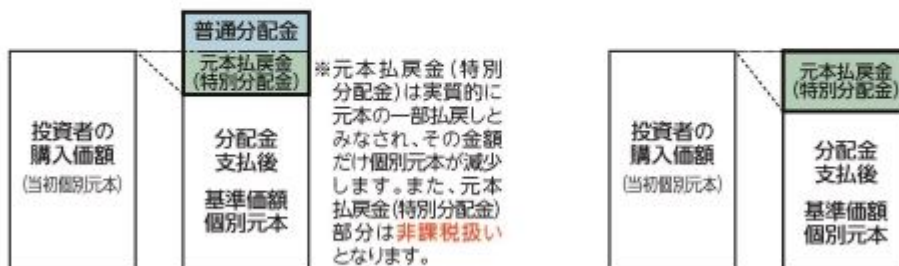 普通分配金
元本払戻金
(特別分配金)
投資者の
購入価額
(当初個別元本)
分配金
支払後
基準価額
個別元本
※元本払戻金(特別
分配金)は実質的に
元本の一部払戻しと
みなされ、その金額
だけ個別元本が減少
します。また、元本
払戻金(特別分配金)
部分は非課税扱い
となります。
投資者の
購入価額
(当初個別元本)
元本払戻金
(特別分配金)
分配金
支払後
基準価額
個別元本